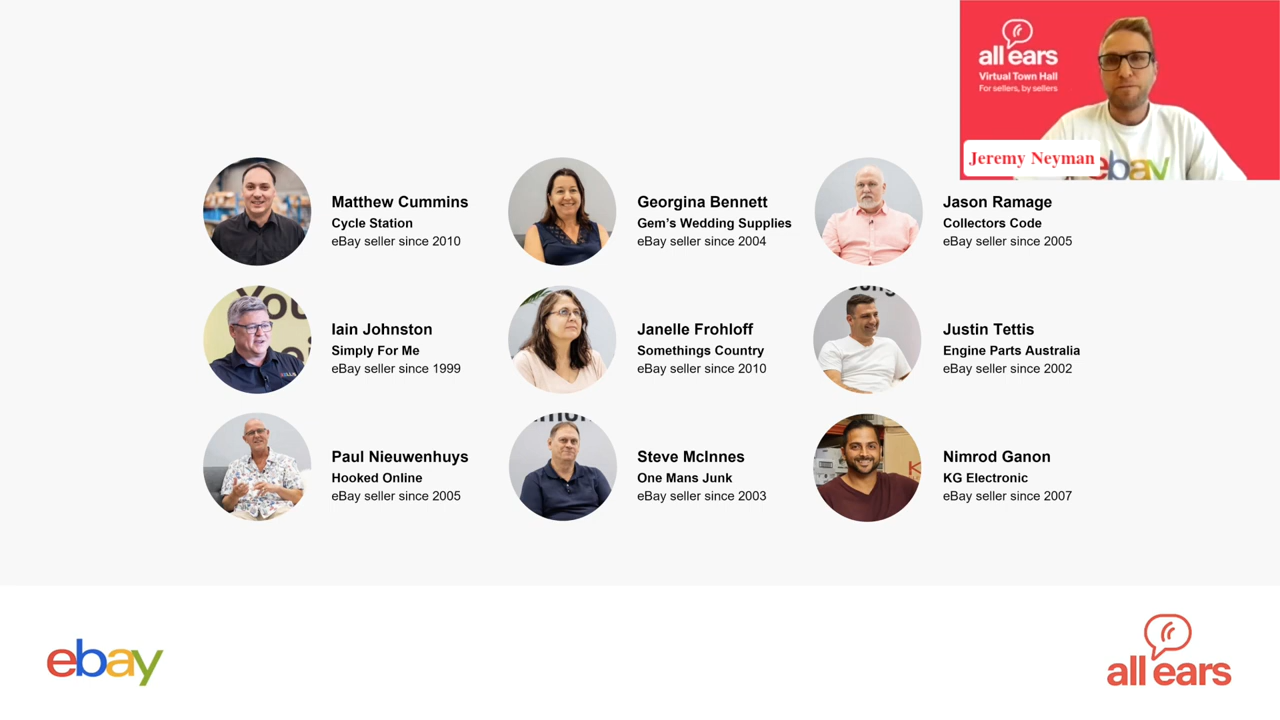 all ears
Virtual Town Hall
For sellers, by sellers
Jeremy Neyman
ebay
Matthew Cummins
Cycle Station
eBay seller since 2010
Georgina Bennett
Gem's Wedding Supplies
eBay seller since 2004
Jason Ramage
Collectors Code
eBay seller since 2005
Iain Johnston
Simply For Me
eBay seller since 1999
Janelle Frohloff
Somethings Country
eBay seller since 2010
Justin Tettis
Engine Parts Australia
eBay seller since 2002
Paul Nieuwenhuys
Hooked Online
eBay seller since 2005
Steve McInnes
One Mans Junk
eBay seller since 2003
Nimrod Ganon
KG Electronic
eBay seller since 2007
You
K
ebay
all ears